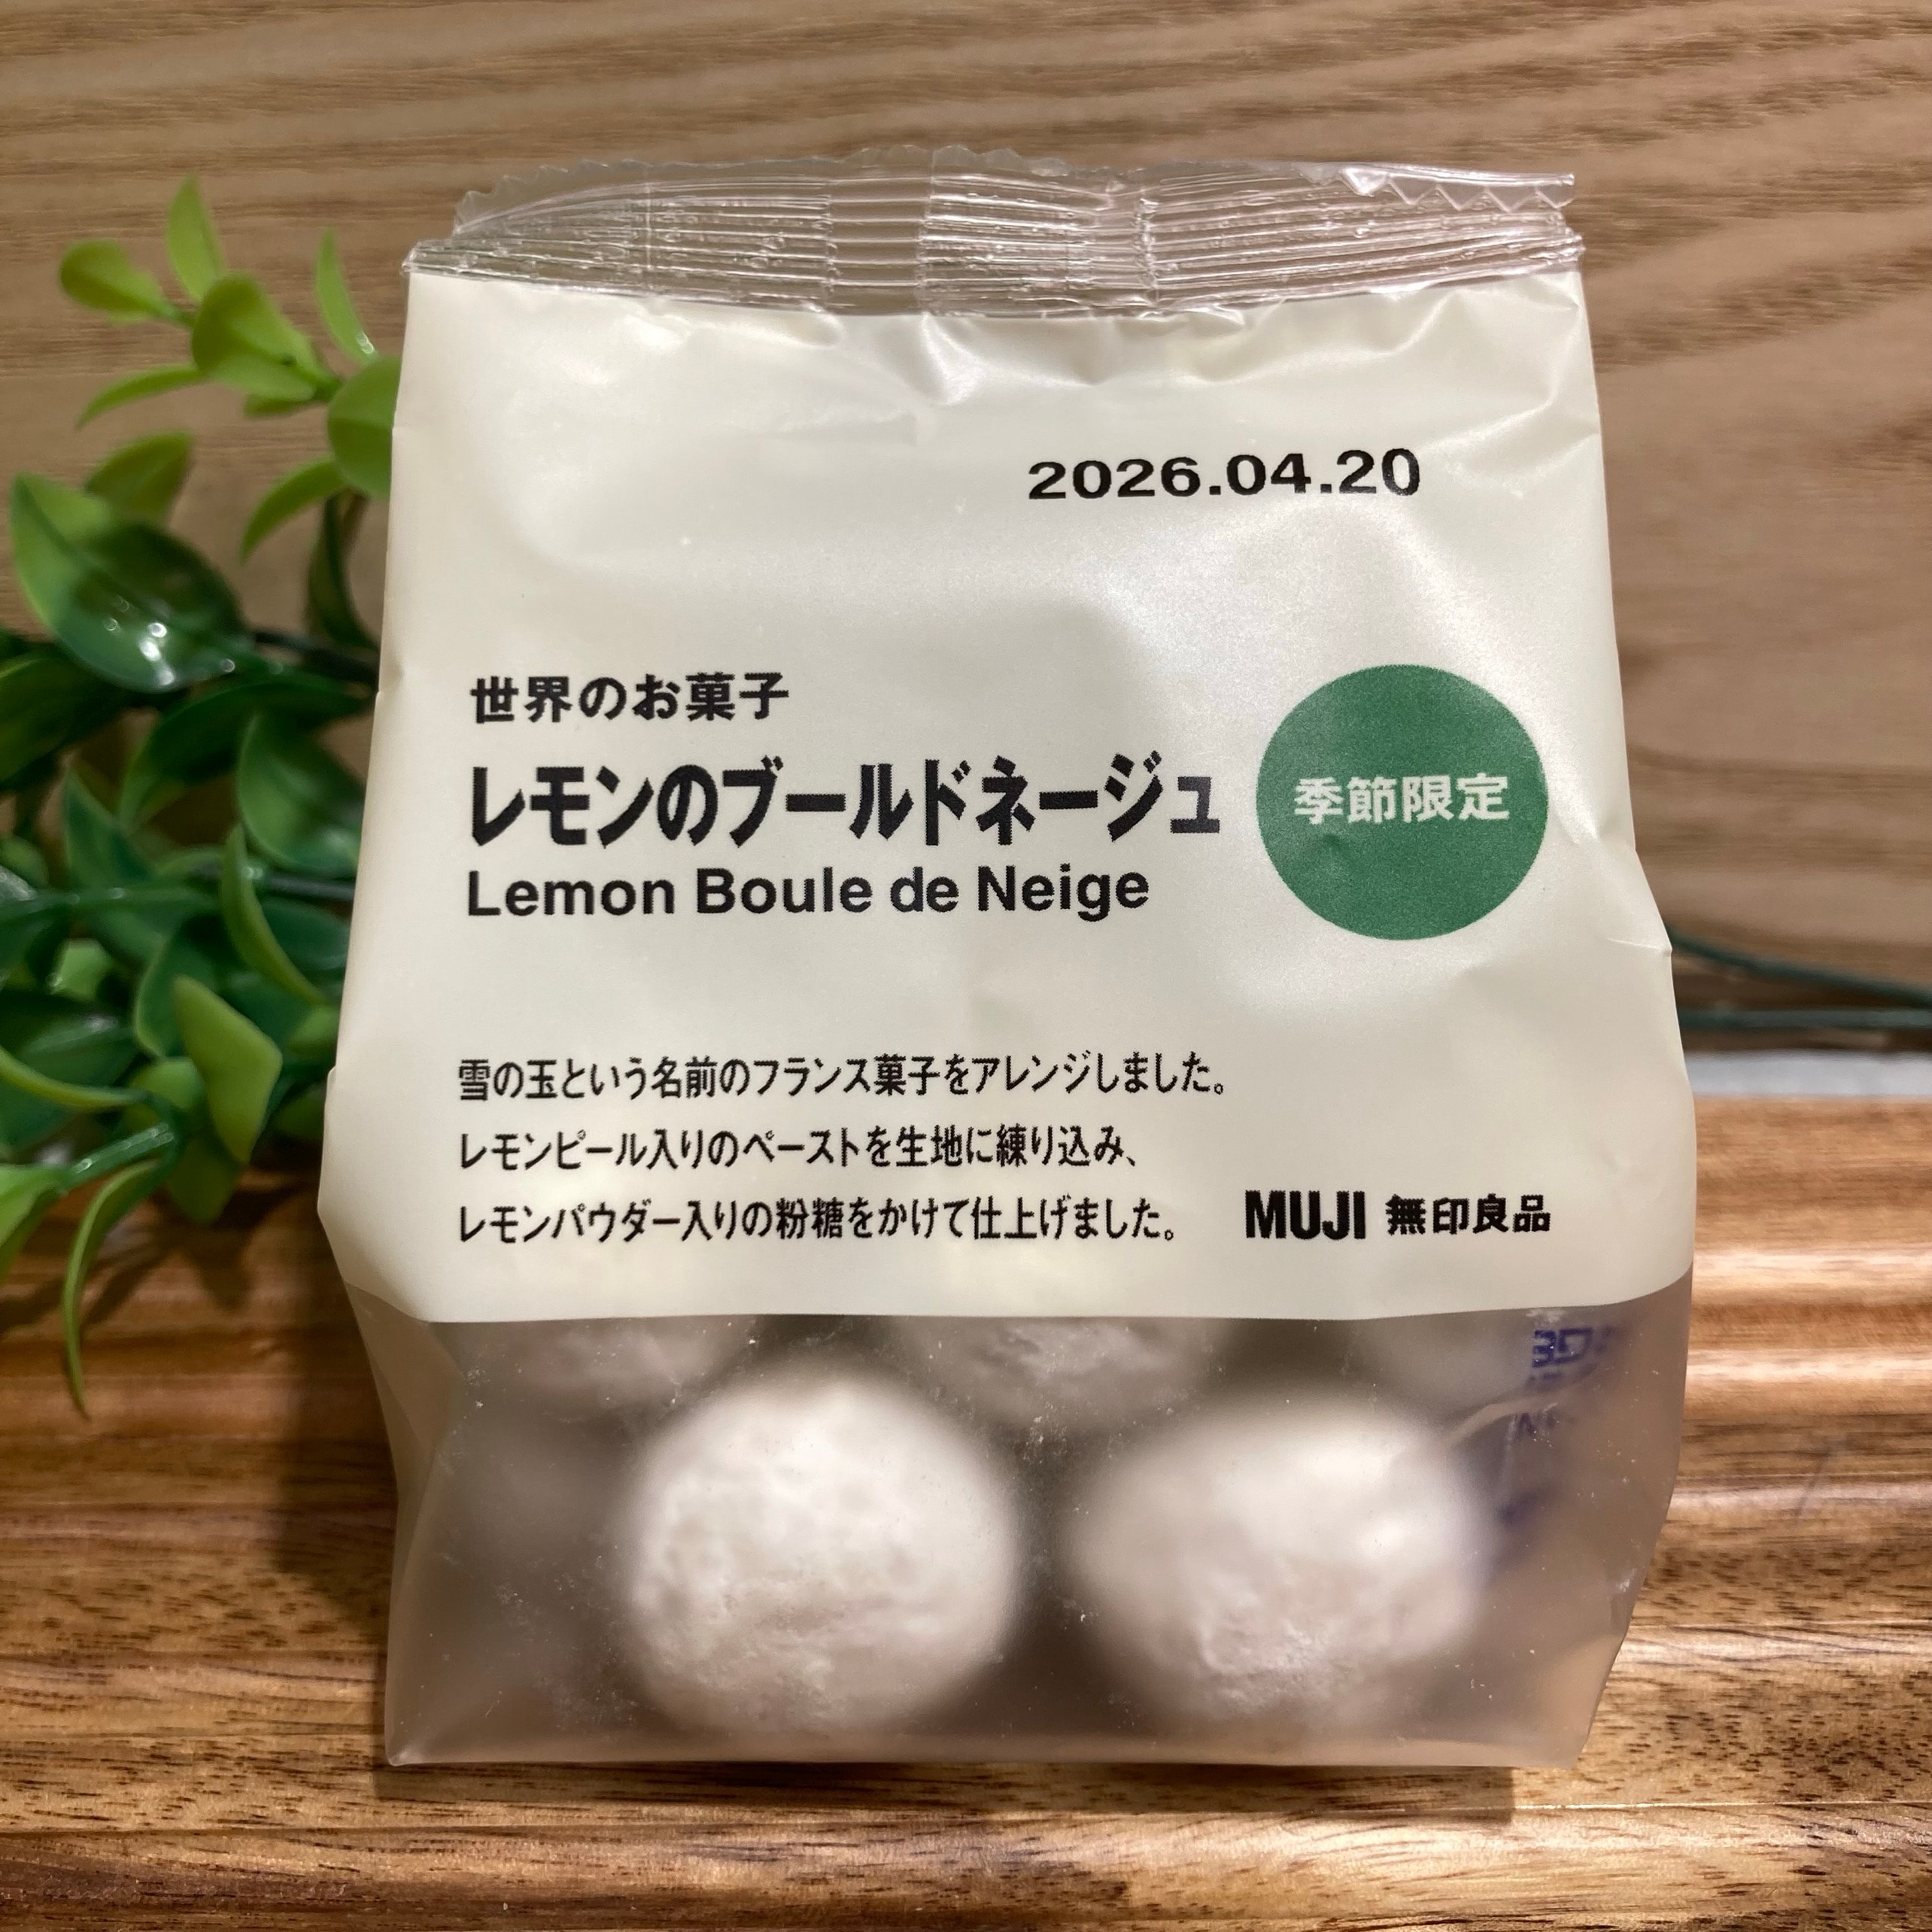 2026.04.20
世界のお菓子
レモンのブールドネージュ
Lemon Boule de Neige
季節限定
雪の玉という名前のフランス菓子をアレンジしました。
レモンピール入りのペーストを生地に練り込み、
レモンパウダー入りの粉糖をかけて仕上げました。
MUJI 無印良品